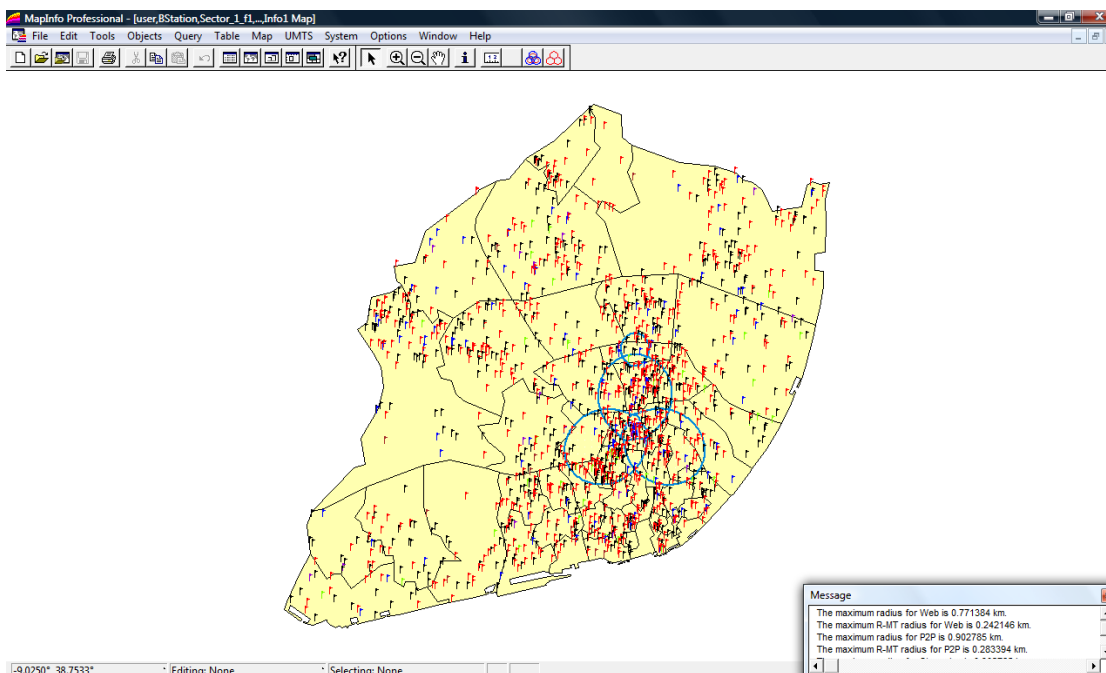 MapInfo Professional - [user,BStation,Sector_1_f1,...,Info1 Map]
File Edit Tools Objects Query Table Map UMTS System Options Window Help
Message
The maximum radius for Web is 0.771384 km.
The maximum R-MT radius for Web is 0.242146 km.
The maximum radius for P2P is 0.902785 km.
The maximum R-MT radius for P2P is 0.283394 km.
-9.0250° 38.7533° Editing: None Selecting: None